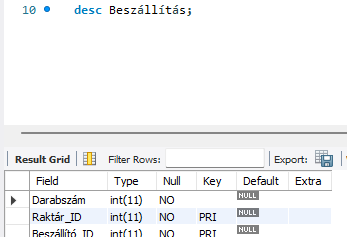 10 desc Beszállítás;
Result Grid Filter Rows: Export:
Field Type Null Key Default Extra
Darabszám int(11) NO NULL
Raktár_ID int(11) NO PRI NULL
Beszállító_ID int(11) NO PRI NULL